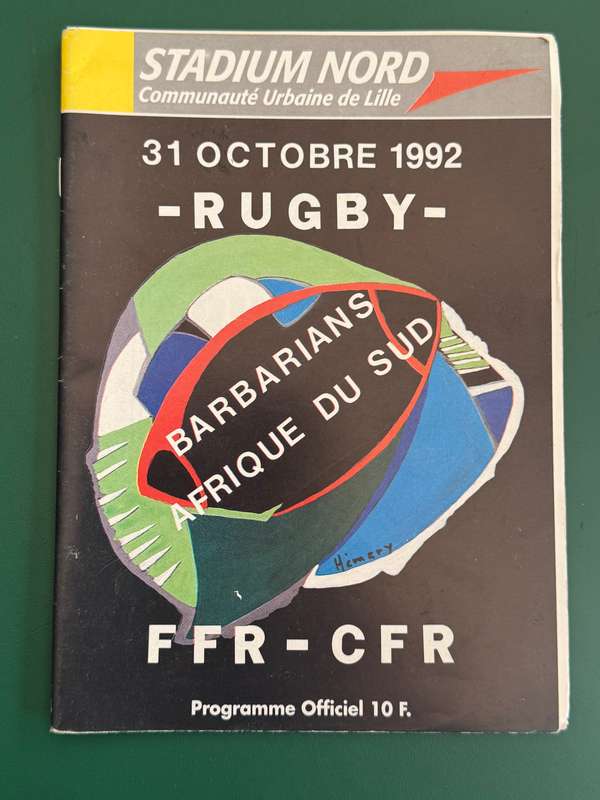 STADIUM NORD
Communauté Urbaine de Lille
31 OCTOBRE 1992
-RUGBY-
BARBARIANS
AFRIQUE DU SUD
Hémery
FFR - CFR
Programme Officiel 10 F.